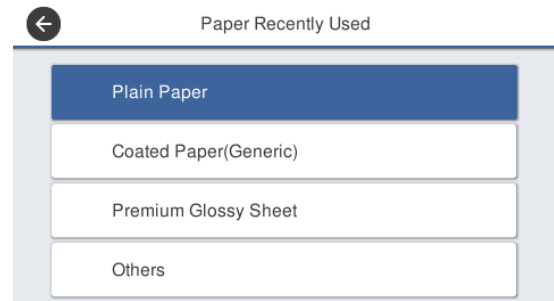 Paper Recently Used
Plain Paper
Coated Paper(Generic)
Premium Glossy Sheet
Others